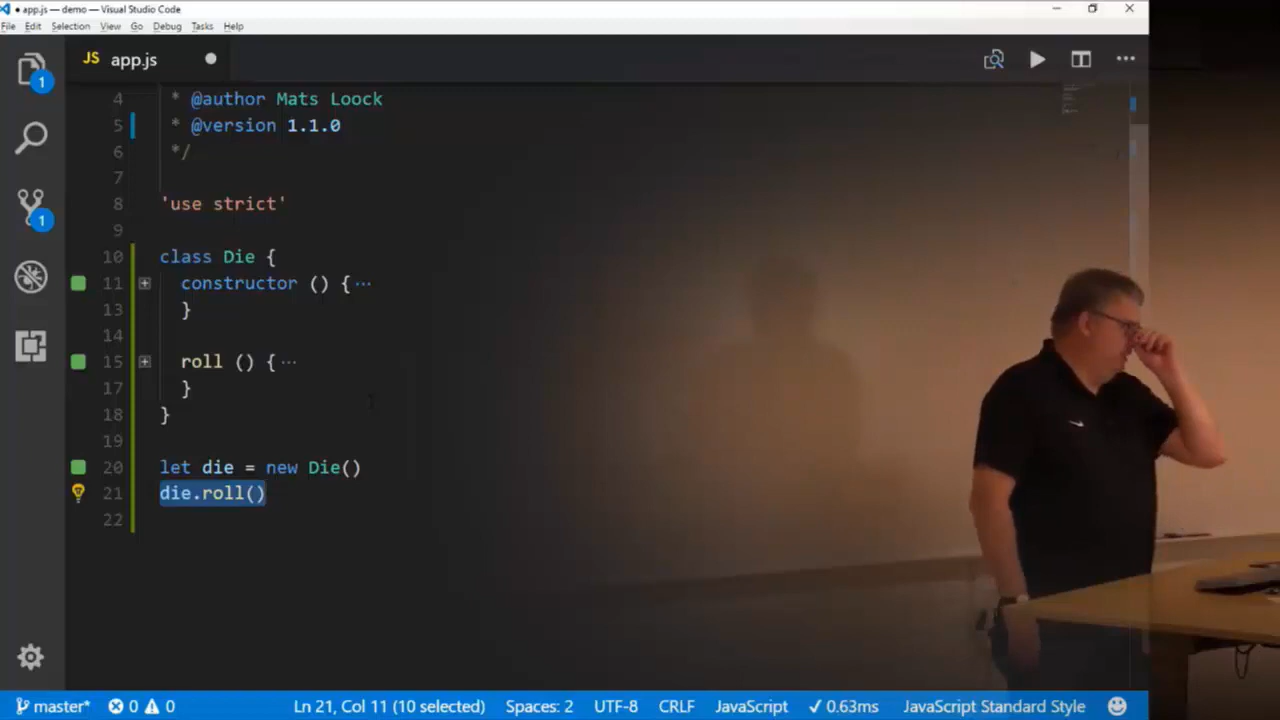 ● app.js — demo — Visual Studio Code
File Edit Selection View Go Debug Tasks Help
JS app.js ●
1
1
4 * @author Mats Loock
5 * @version 1.1.0
6 */
7
8 'use strict'
9
10 class Die {
11 constructor () {···
13 }
14
15 roll () {···
17 }
18 }
19
20 let die = new Die()
21 die.roll()
22
master* 0 0 Ln 21, Col 11 (10 selected) Spaces: 2 UTF-8 CRLF JavaScript ✓ 0.63ms JavaScript Standard Style